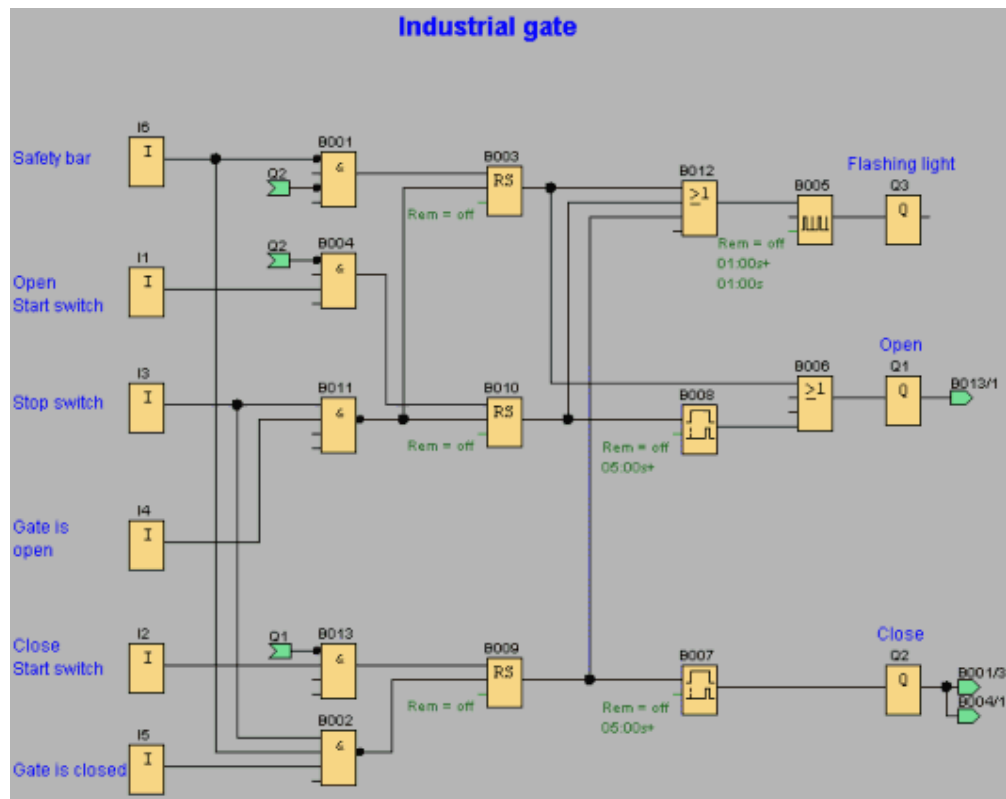 Industrial gate
I6
I
Safety bar
Q2
B001
&
B003
RS
Rem = off
B012
≥1
B005
Rem = off
01:00s+
01:00s
Flashing light
Q3
Q
Q2
B004
&
I1
I
Open
Start switch
I3
I
Stop switch
B011
&
B010
RS
Rem = off
B008
Rem = off
05:00s+
B006
≥1
Open
Q1
Q
B013/1
I4
I
Gate is
open
I2
I
Close
Start switch
Q1
B013
&
B009
RS
Rem = off
B007
Rem = off
05:00s+
Close
Q2
Q
B001/3
B004/1
B002
&
I5
I
Gate is closed